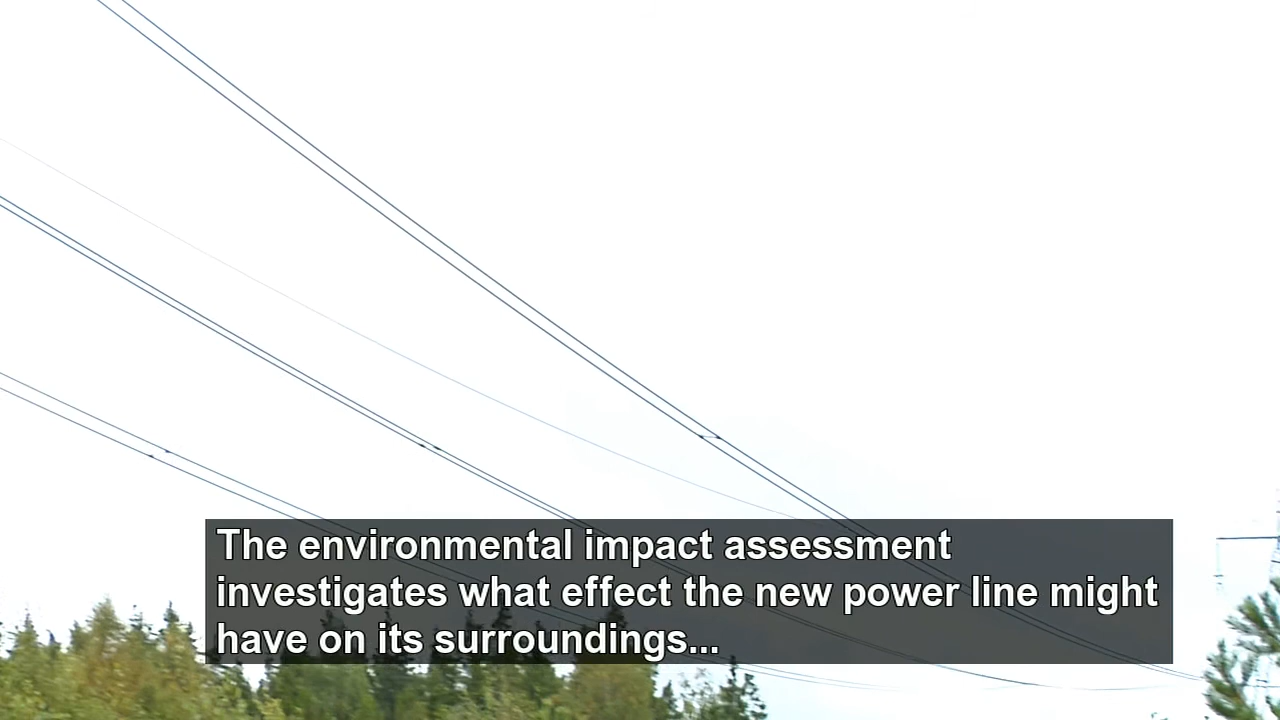 The environmental impact assessment
investigates what effect the new power line might
have on its surroundings...